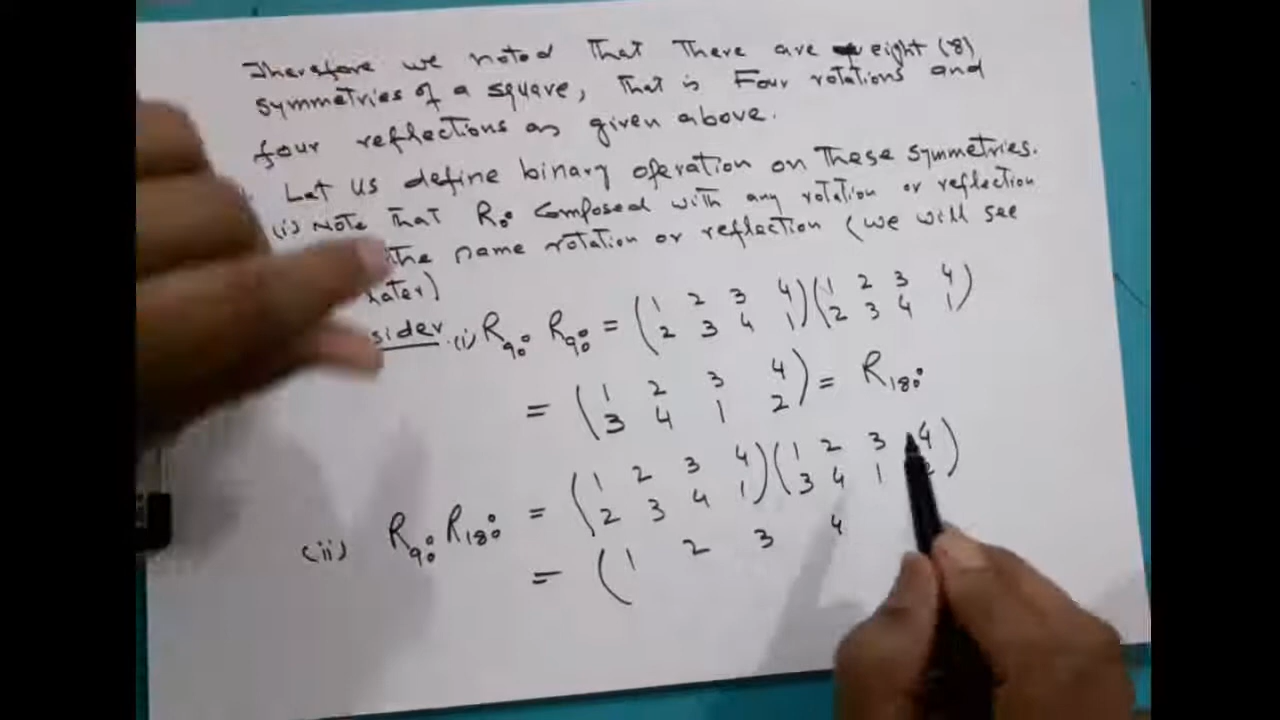 Therefore we noted that there are eight (8)
symmetries of a square, that is Four rotations and
four reflections as given above.
Let us define binary operation on these symmetries.
(i) Note that R₀° composed with any rotation or reflection
the same rotation or reflection (we will see
later)
sider (i) R₉₀° R₉₀° = (1 2 3 4 / 2 3 4 1)(1 2 3 4 / 2 3 4 1)
= (1 2 3 4 / 3 4 1 2) = R₁₈₀°
(ii) R₉₀° R₁₈₀° = (1 2 3 4 / 2 3 4 1)(1 2 3 4 / 3 4 1 2)
= (1 2 3 4